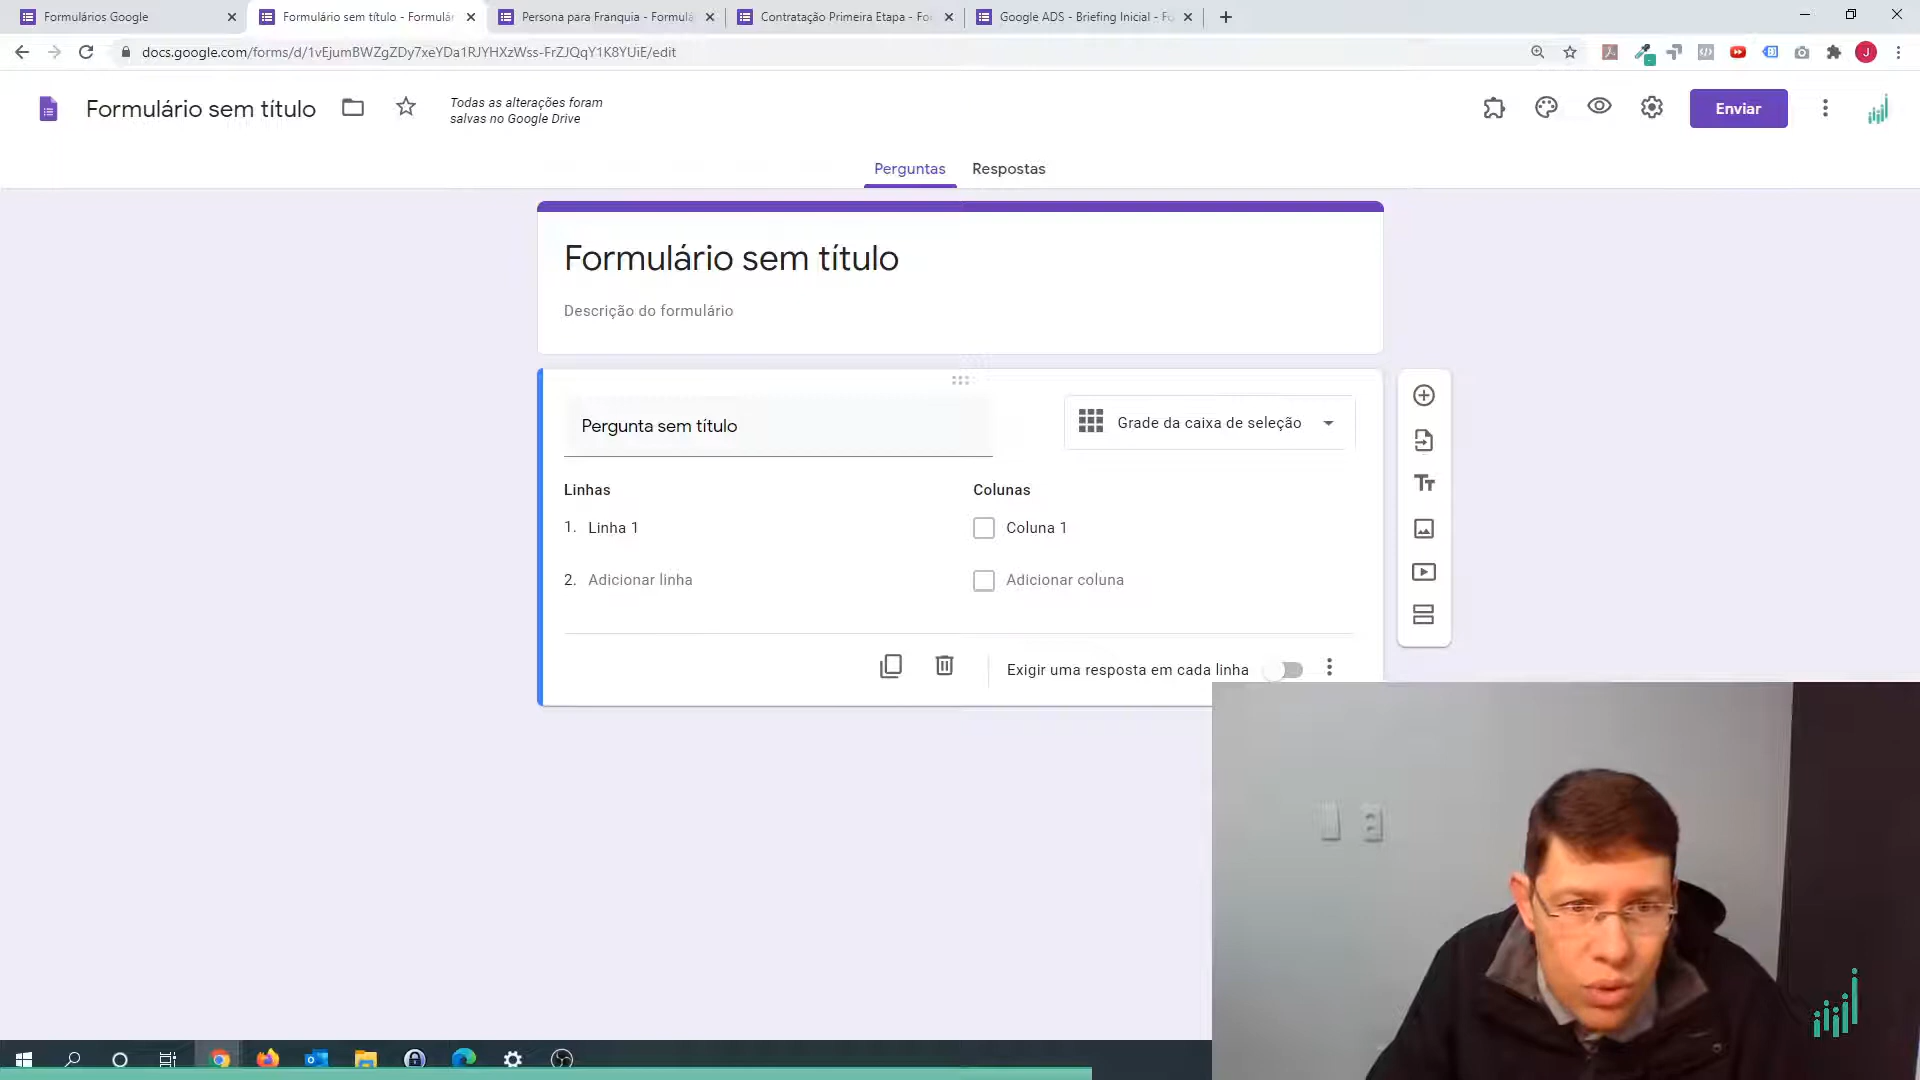 Formulários Google
Formulário sem título - Formulár
Persona para Franquia - Formulá
Contratação Primeira Etapa - Fo
Google ADS - Briefing Inicial - Fo
docs.google.com/forms/d/1vEjumBWZgZDy7xeYDa1RJYHXzWss-FrZJQqY1K8YUiE/edit
J
Formulário sem título
Todas as alterações foram
salvas no Google Drive
Enviar
Perguntas
Respostas
Formulário sem título
Descrição do formulário
Pergunta sem título
Grade da caixa de seleção
Linhas
Colunas
1. Linha 1
Coluna 1
2. Adicionar linha
Adicionar coluna
Exigir uma resposta em cada linha